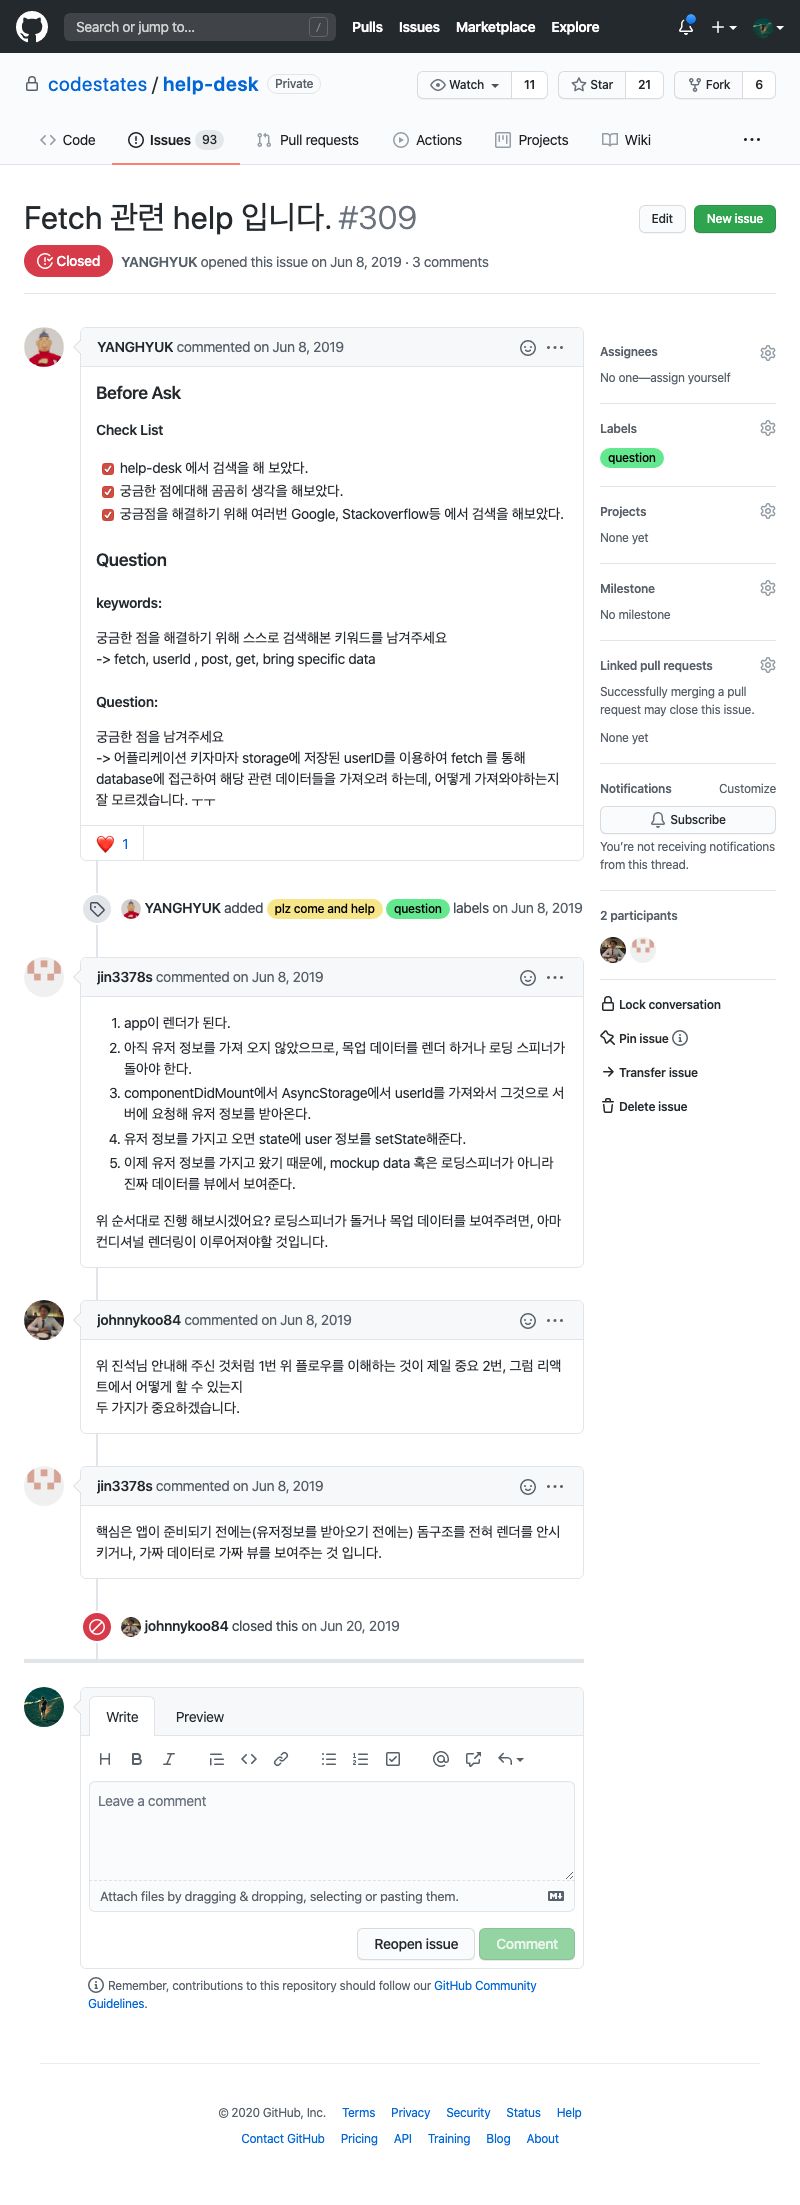 Search or jump to... /
Pulls Issues Marketplace Explore
codestates / help-desk Private
Watch 11 Star 21 Fork 6
Code Issues 93 Pull requests Actions Projects Wiki
Fetch 관련 help 입니다. #309
Edit New issue
Closed YANGHYUK opened this issue on Jun 8, 2019 · 3 comments
YANGHYUK commented on Jun 8, 2019
Before Ask
Check List
help-desk 에서 검색을 해 보았다.
궁금한 점에대해 곰곰히 생각을 해보았다.
궁금점을 해결하기 위해 여러번 Google, Stackoverflow등 에서 검색을 해보았다.
Question
keywords:
궁금한 점을 해결하기 위해 스스로 검색해본 키워드를 남겨주세요
-> fetch, userId , post, get, bring specific data
Question:
궁금한 점을 남겨주세요
-> 어플리케이션 키자마자 storage에 저장된 userID를 이용하여 fetch 를 통해
database에 접근하여 해당 관련 데이터들을 가져오려 하는데, 어떻게 가져와야하는지
잘 모르겠습니다. ㅜㅜ
1
YANGHYUK added plz come and help question labels on Jun 8, 2019
jin3378s commented on Jun 8, 2019
1. app이 렌더가 된다.
2. 아직 유저 정보를 가져 오지 않았으므로, 목업 데이터를 렌더 하거나 로딩 스피너가
돌아야 한다.
3. componentDidMount에서 AsyncStorage에서 userId를 가져와서 그것으로 서
버에 요청해 유저 정보를 받아온다.
4. 유저 정보를 가지고 오면 state에 user 정보를 setState해준다.
5. 이제 유저 정보를 가지고 왔기 때문에, mockup data 혹은 로딩스피너가 아니라
진짜 데이터를 뷰에서 보여준다.
위 순서대로 진행 해보시겠어요? 로딩스피너가 돌거나 목업 데이터를 보여주려면, 아마
컨디셔널 렌더링이 이루어져야할 것입니다.
johnnykoo84 commented on Jun 8, 2019
위 진석님 안내해 주신 것처럼 1번 위 플로우를 이해하는 것이 제일 중요 2번, 그럼 리액
트에서 어떻게 할 수 있는지
두 가지가 중요하겠습니다.
jin3378s commented on Jun 8, 2019
핵심은 앱이 준비되기 전에는(유저정보를 받아오기 전에는) 돔구조를 전혀 렌더를 안시
키거나, 가짜 데이터로 가짜 뷰를 보여주는 것 입니다.
johnnykoo84 closed this on Jun 20, 2019
Assignees
No one—assign yourself
Labels
question
Projects
None yet
Milestone
No milestone
Linked pull requests
Successfully merging a pull
request may close this issue.
None yet
Notifications Customize
Subscribe
You're not receiving notifications
from this thread.
2 participants
Lock conversation
Pin issue
Transfer issue
Delete issue
Write Preview
H B I
Leave a comment
Attach files by dragging & dropping, selecting or pasting them.
Reopen issue Comment
Remember, contributions to this repository should follow our GitHub Community
Guidelines.
© 2020 GitHub, Inc. Terms Privacy Security Status Help
Contact GitHub Pricing API Training Blog About